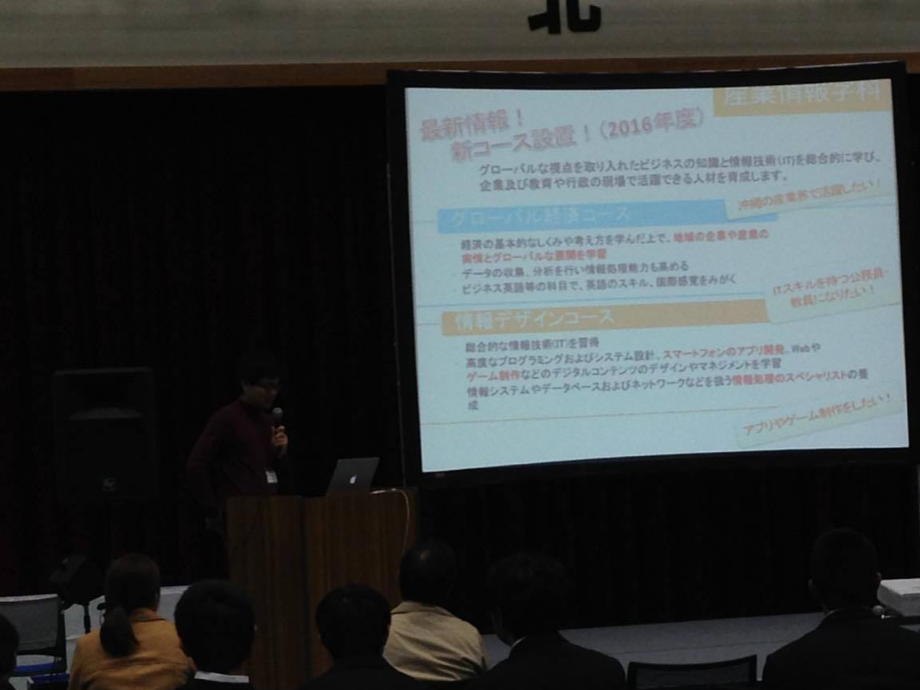 北
産業情報学科
最新情報！
新コース設置！（2016年度）
グローバルな視点を取り入れたビジネスの知識と情報技術(IT)を総合的に学び、
企業及び教育や行政の現場で活躍できる人材を育成します。
沖縄の産業界で活躍したい！
グローバル経済コース
経済の基本的なしくみや考え方を学んだ上で、地域の企業や産業の
実情とグローバルな展開を学習
データの収集、分析を行い情報処理能力も高める
ビジネス英語等の科目で、英語のスキル、国際感覚をみがく
ITスキルを持つ公務員・
教員になりたい！
情報デザインコース
総合的な情報技術(IT)を習得
高度なプログラミングおよびシステム設計、スマートフォンのアプリ開発、Webや
ゲーム制作などのデジタルコンテンツのデザインやマネジメントを学習
情報システムやデータベースおよびネットワークなどを扱う情報処理のスペシャリストの養
成
アプリやゲーム制作をしたい！